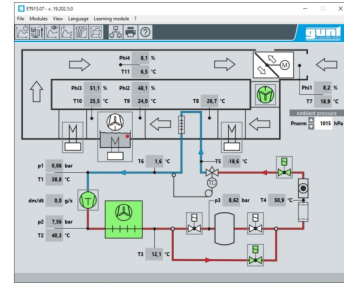 ET915.07 - v. 19.202.5.0
File Modules View Language Learning module ?
gunt
Phi4 8,1 %
T11 6,5 °C
Phi3 51,1 % Phi2 48,1 %
T10 25,5 °C T9 24,0 °C T8 26,7 °C
Phi1 8,2 %
T7 18,9 °C
Ambient pressure
Pnorm 1015 hPa
M M M M
p1 0,06 bar
T1 38,8 °C
T6 1,6 °C
T5 -18,6 °C
TC
dm/dt 0,0 g/s
p3 8,62 bar T4 50,9 °C
p2 7,56 bar
T2 40,3 °C
T3 12,1 °C